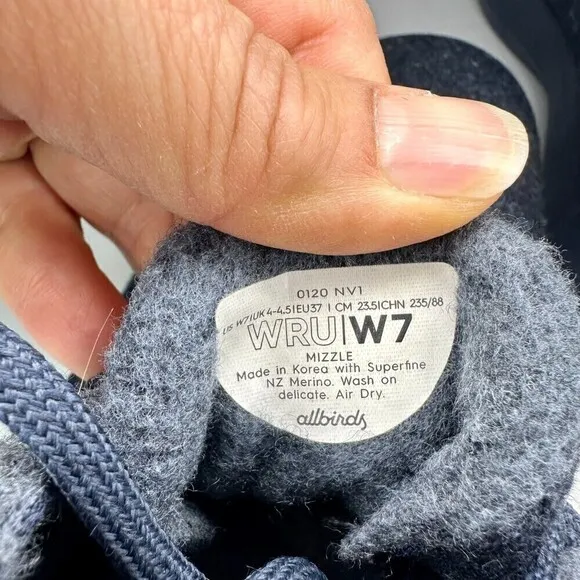 0120 NV1
US W7|UK 4-4.5|EU37 | CM 23.5|CHN 235/88
WRU|W7
MIZZLE
Made in Korea with Superfine
NZ Merino. Wash on
delicate. Air Dry.
allbirds